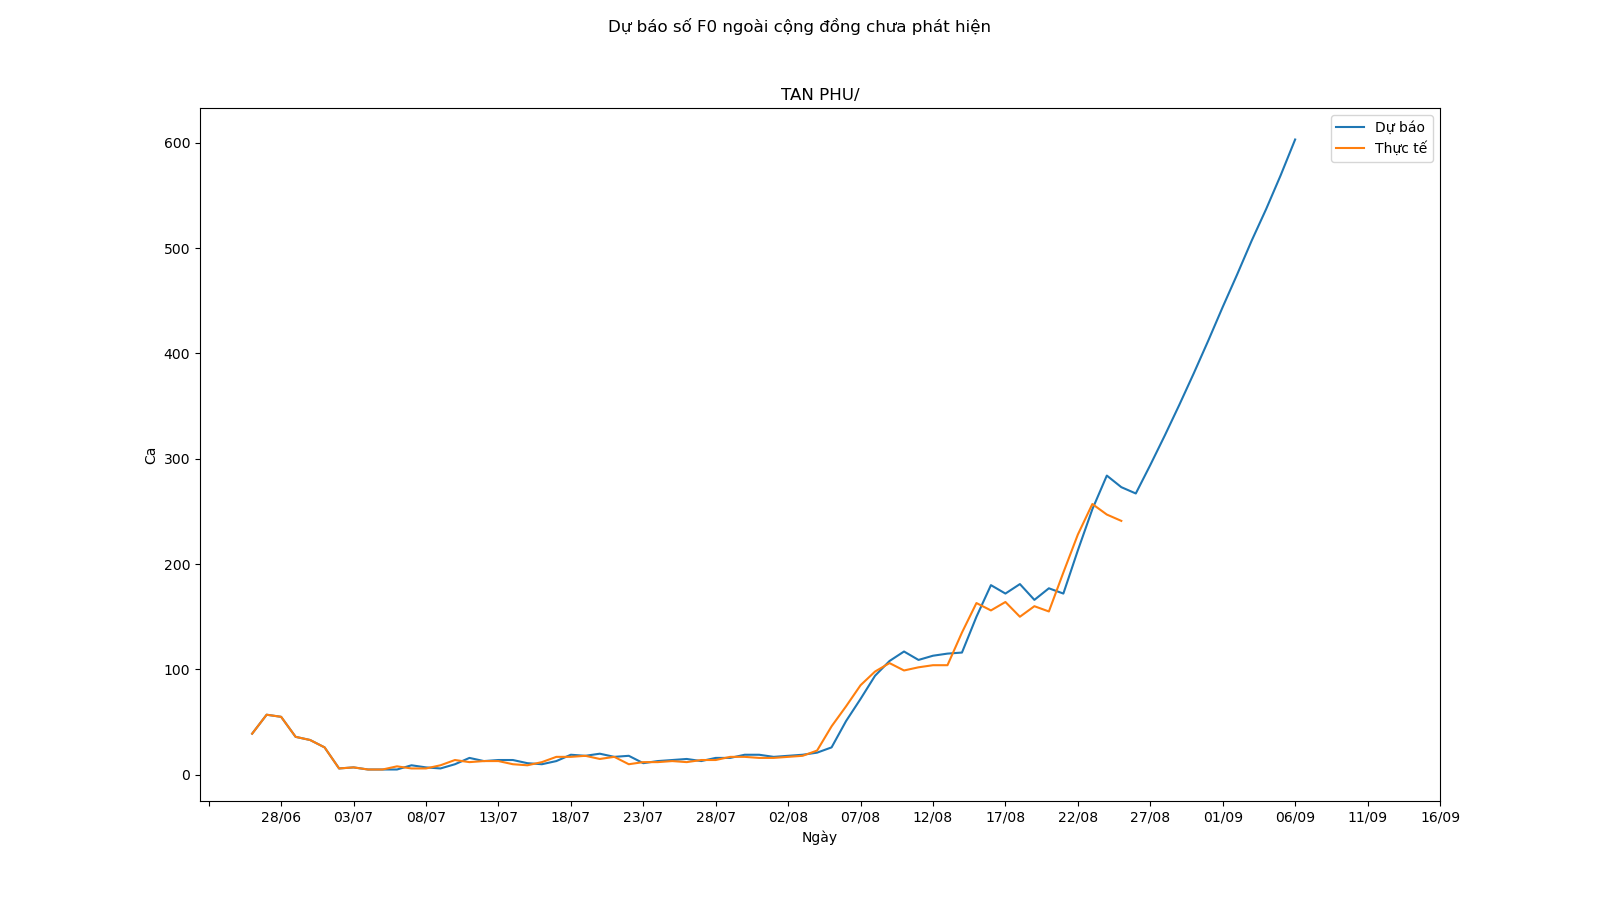 Dự báo số F0 ngoài cộng đồng chưa phát hiện
TAN PHU/
Dự báo
Thực tế
600
500
400
300
200
100
0
Ca
28/06 03/07 08/07 13/07 18/07 23/07 28/07 02/08 07/08 12/08 17/08 22/08 27/08 01/09 06/09 11/09 16/09
Ngày